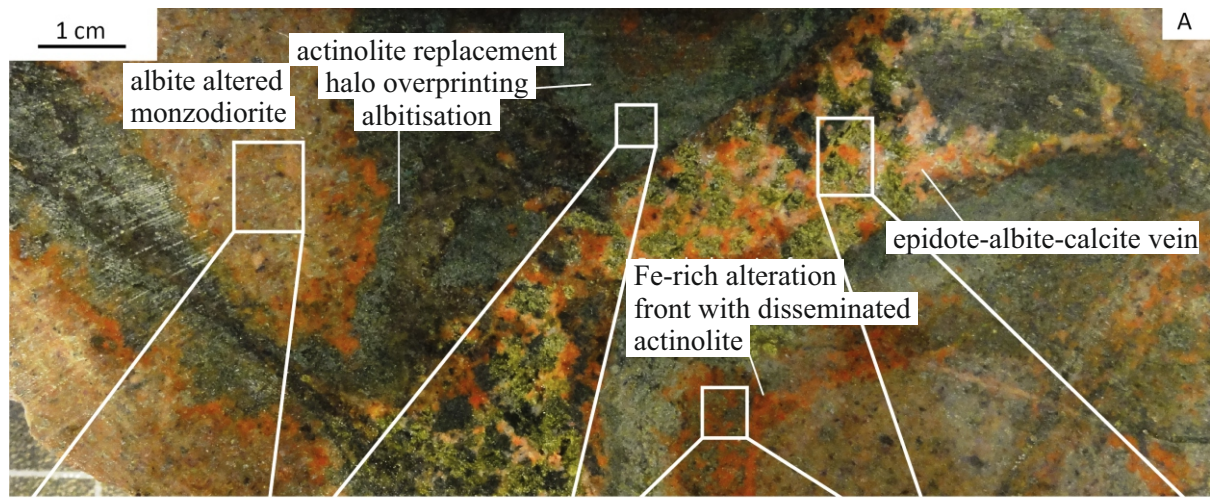 1 cm
A
albite altered
monzodiorite
actinolite replacement
halo overprinting
albitisation
epidote-albite-calcite vein
Fe-rich alteration
front with disseminated
actinolite